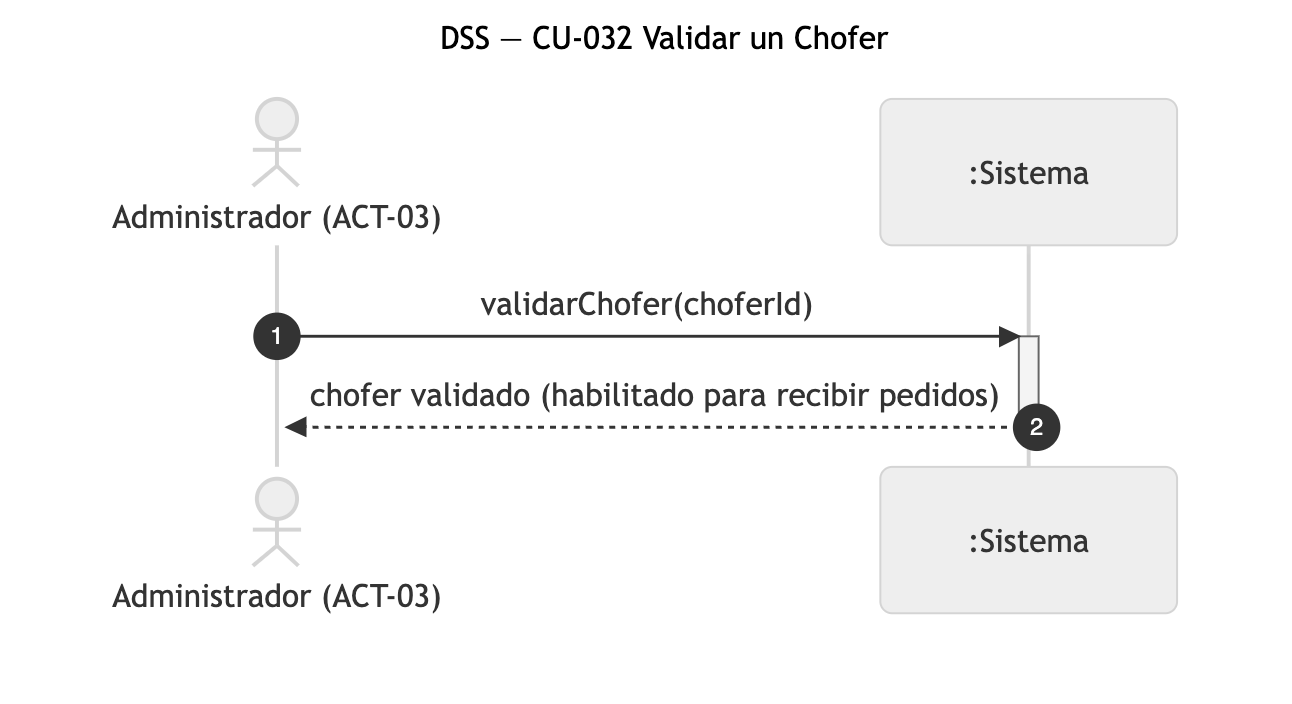 DSS — CU-032 Validar un Chofer
Administrador (ACT-03)
:Sistema
validarChofer(choferId)
1
chofer validado (habilitado para recibir pedidos)
2
Administrador (ACT-03)
:Sistema